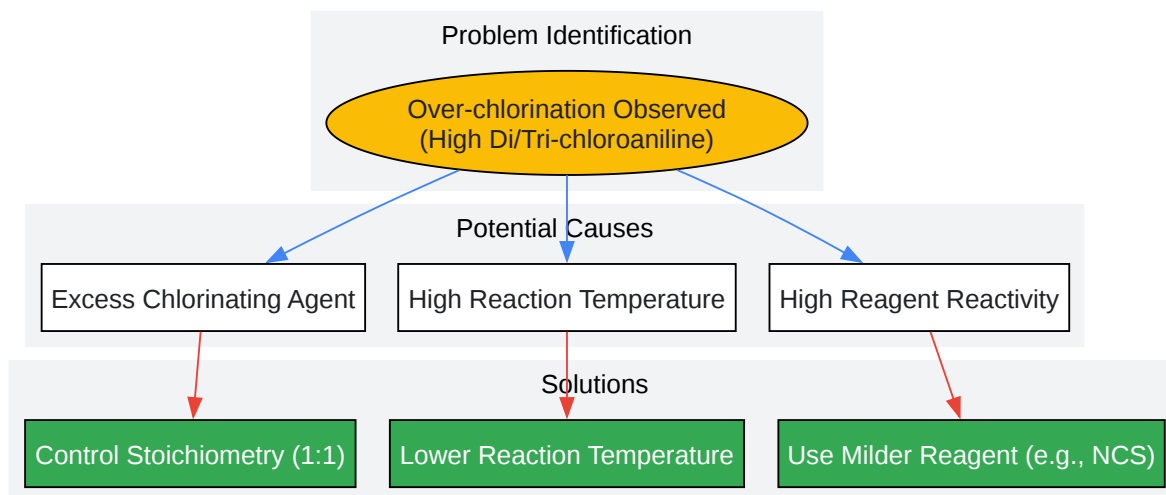 Problem Identification
Over-chlorination Observed
(High Di/Tri-chloroaniline)
Potential Causes
Excess Chlorinating Agent
High Reaction Temperature
High Reagent Reactivity
Solutions
Control Stoichiometry (1:1)
Lower Reaction Temperature
Use Milder Reagent (e.g., NCS)